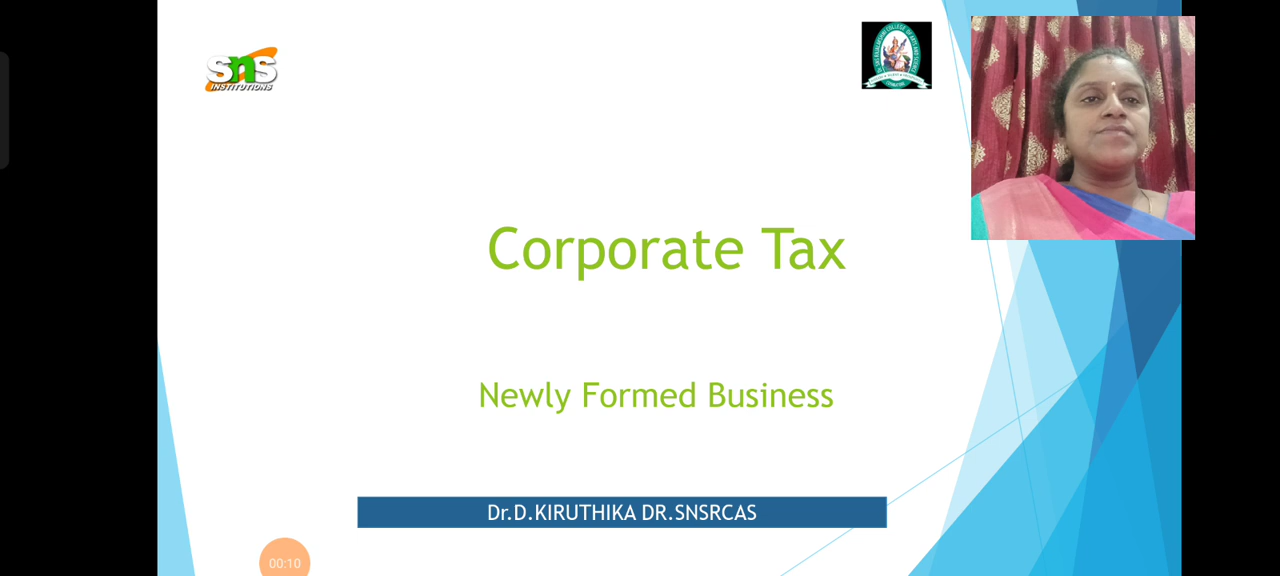 SNS
INSTITUTIONS
Corporate Tax
Newly Formed Business
Dr.D.KIRUTHIKA DR.SNSRCAS
00:10